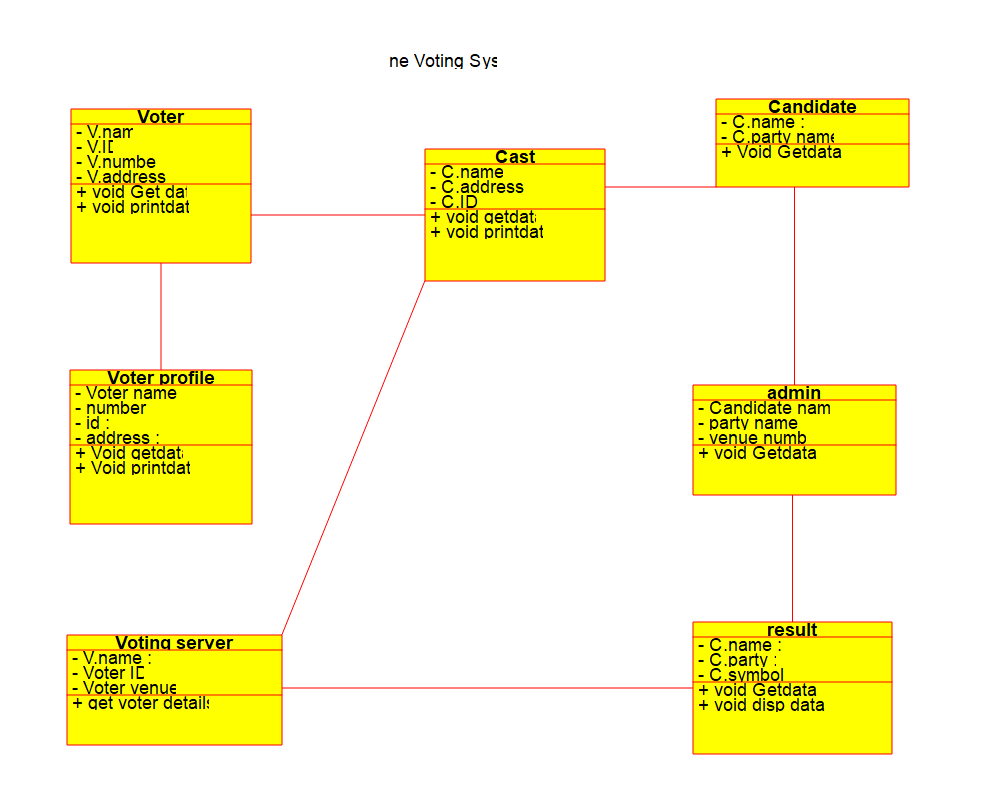 ne Voting Sys
Voter
- V.nam
- V.ID
- V.numbe
- V.address
+ void Get dat
+ void printdat
Cast
- C.name
- C.address
- C.ID
+ void getdata
+ void printdat
Candidate
- C.name :
- C.party name
+ Void Getdata
Voter profile
- Voter name
- number
- id :
- address :
+ Void getdata
+ Void printdat
admin
- Candidate nam
- party name
- venue numb
+ void Getdata
Voting server
- V.name :
- Voter ID
- Voter venue
+ get voter details
result
- C.name :
- C.party :
- C.symbol
+ void Getdata
+ void disp data